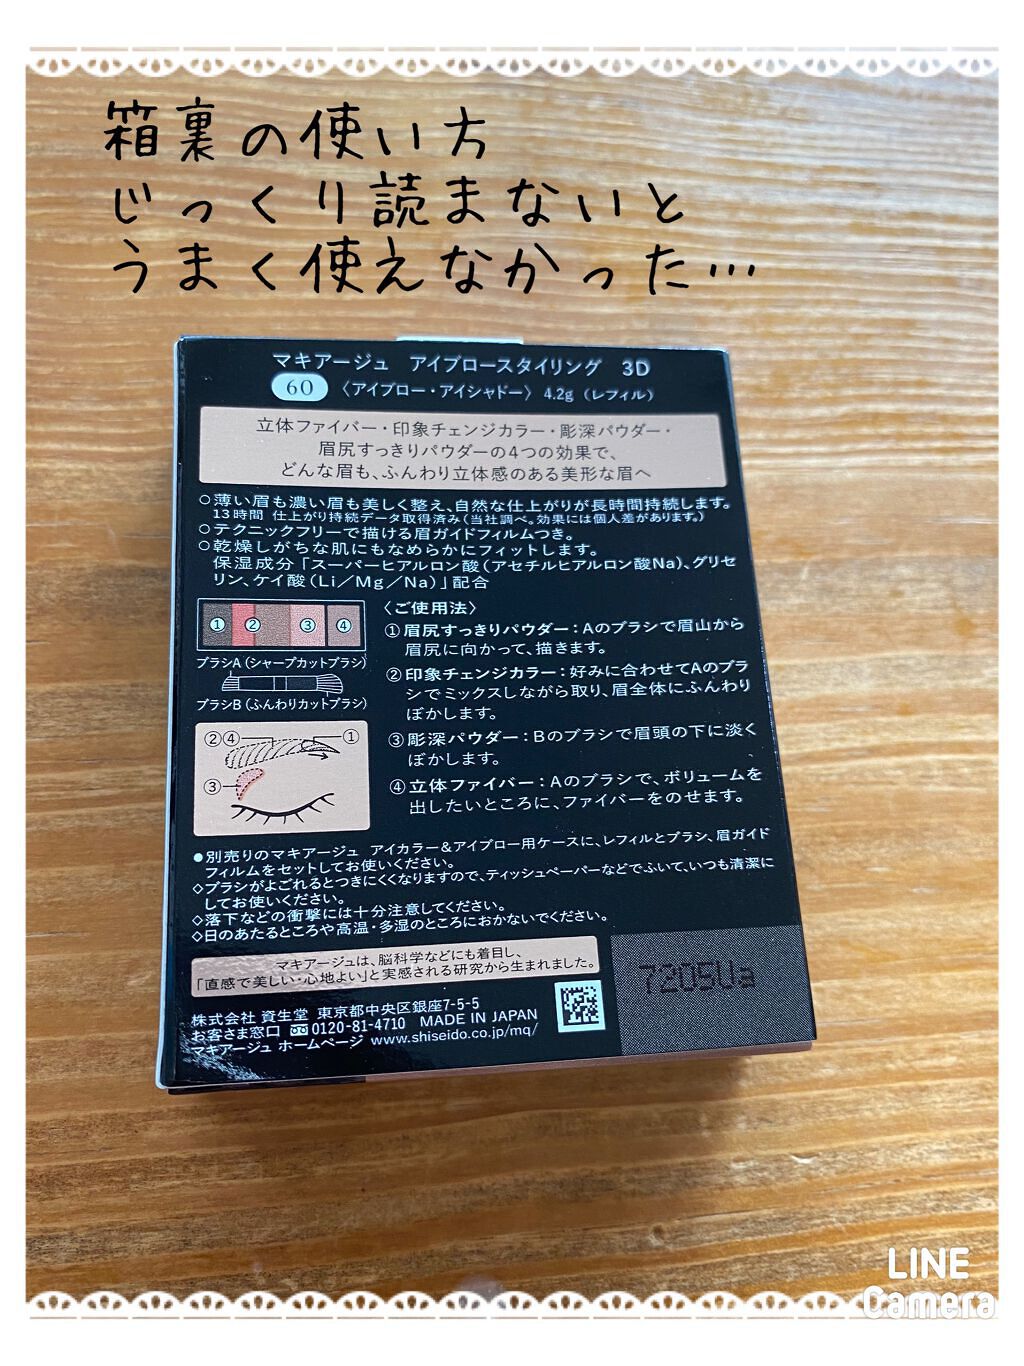 箱裏の使い方
じっくり読まないと
うまく使えなかった…
マキアージュ アイブロースタイリング 3D
60 〈アイブロー・アイシャドー〉 4.2g (レフィル)
立体ファイバー・印象チェンジカラー・彫深パウダー・
眉尻すっきりパウダーの4つの効果で、
どんな眉も、ふんわり立体感のある美形な眉へ
○薄い眉も濃い眉も美しく整え、自然な仕上がりが長時間持続します。
13時間 仕上がり持続データ取得済み(当社調べ。効果には個人差があります。)
○テクニックフリーで描ける眉ガイドフィルムつき。
○乾燥しがちな肌にもなめらかにフィットします。
保湿成分「スーパーヒアルロン酸(アセチルヒアルロン酸Na)、グリセ
リン、ケイ酸(Li/Mg/Na)」配合
① ② ③ ④
ブラシA(シャープカットブラシ)
ブラシB(ふんわりカットブラシ)
②④ ①
③
〈ご使用法〉
①眉尻すっきりパウダー:Aのブラシで眉山から
眉尻に向かって、描きます。
②印象チェンジカラー:好みに合わせてAのブラ
シでミックスしながら取り、眉全体にふんわり
ぼかします。
③彫深パウダー:Bのブラシで眉頭の下に淡く
ぼかします。
④立体ファイバー:Aのブラシで、ボリュームを
出したいところに、ファイバーをのせます。
●別売りのマキアージュ アイカラー&アイブロー用ケースに、レフィルとブラシ、眉ガイド
フィルムをセットしてお使いください。
◇ブラシがよごれるとつきにくくなりますので、ティッシュペーパーなどでふいて、いつも清潔に
してお使いください。
◇落下などの衝撃には十分注意してください。
◇日のあたるところや高温・多湿のところにおかないでください。
マキアージュは、脳科学などにも着目し、
「直感で美しい・心地よい」と実感される研究から生まれました。
株式会社 資生堂 東京都中央区銀座7-5-5
お客さま窓口 0120-81-4710 MADE IN JAPAN
マキアージュ ホームページ www.shiseido.co.jp/mq/
7205Ua
LINE
Camera